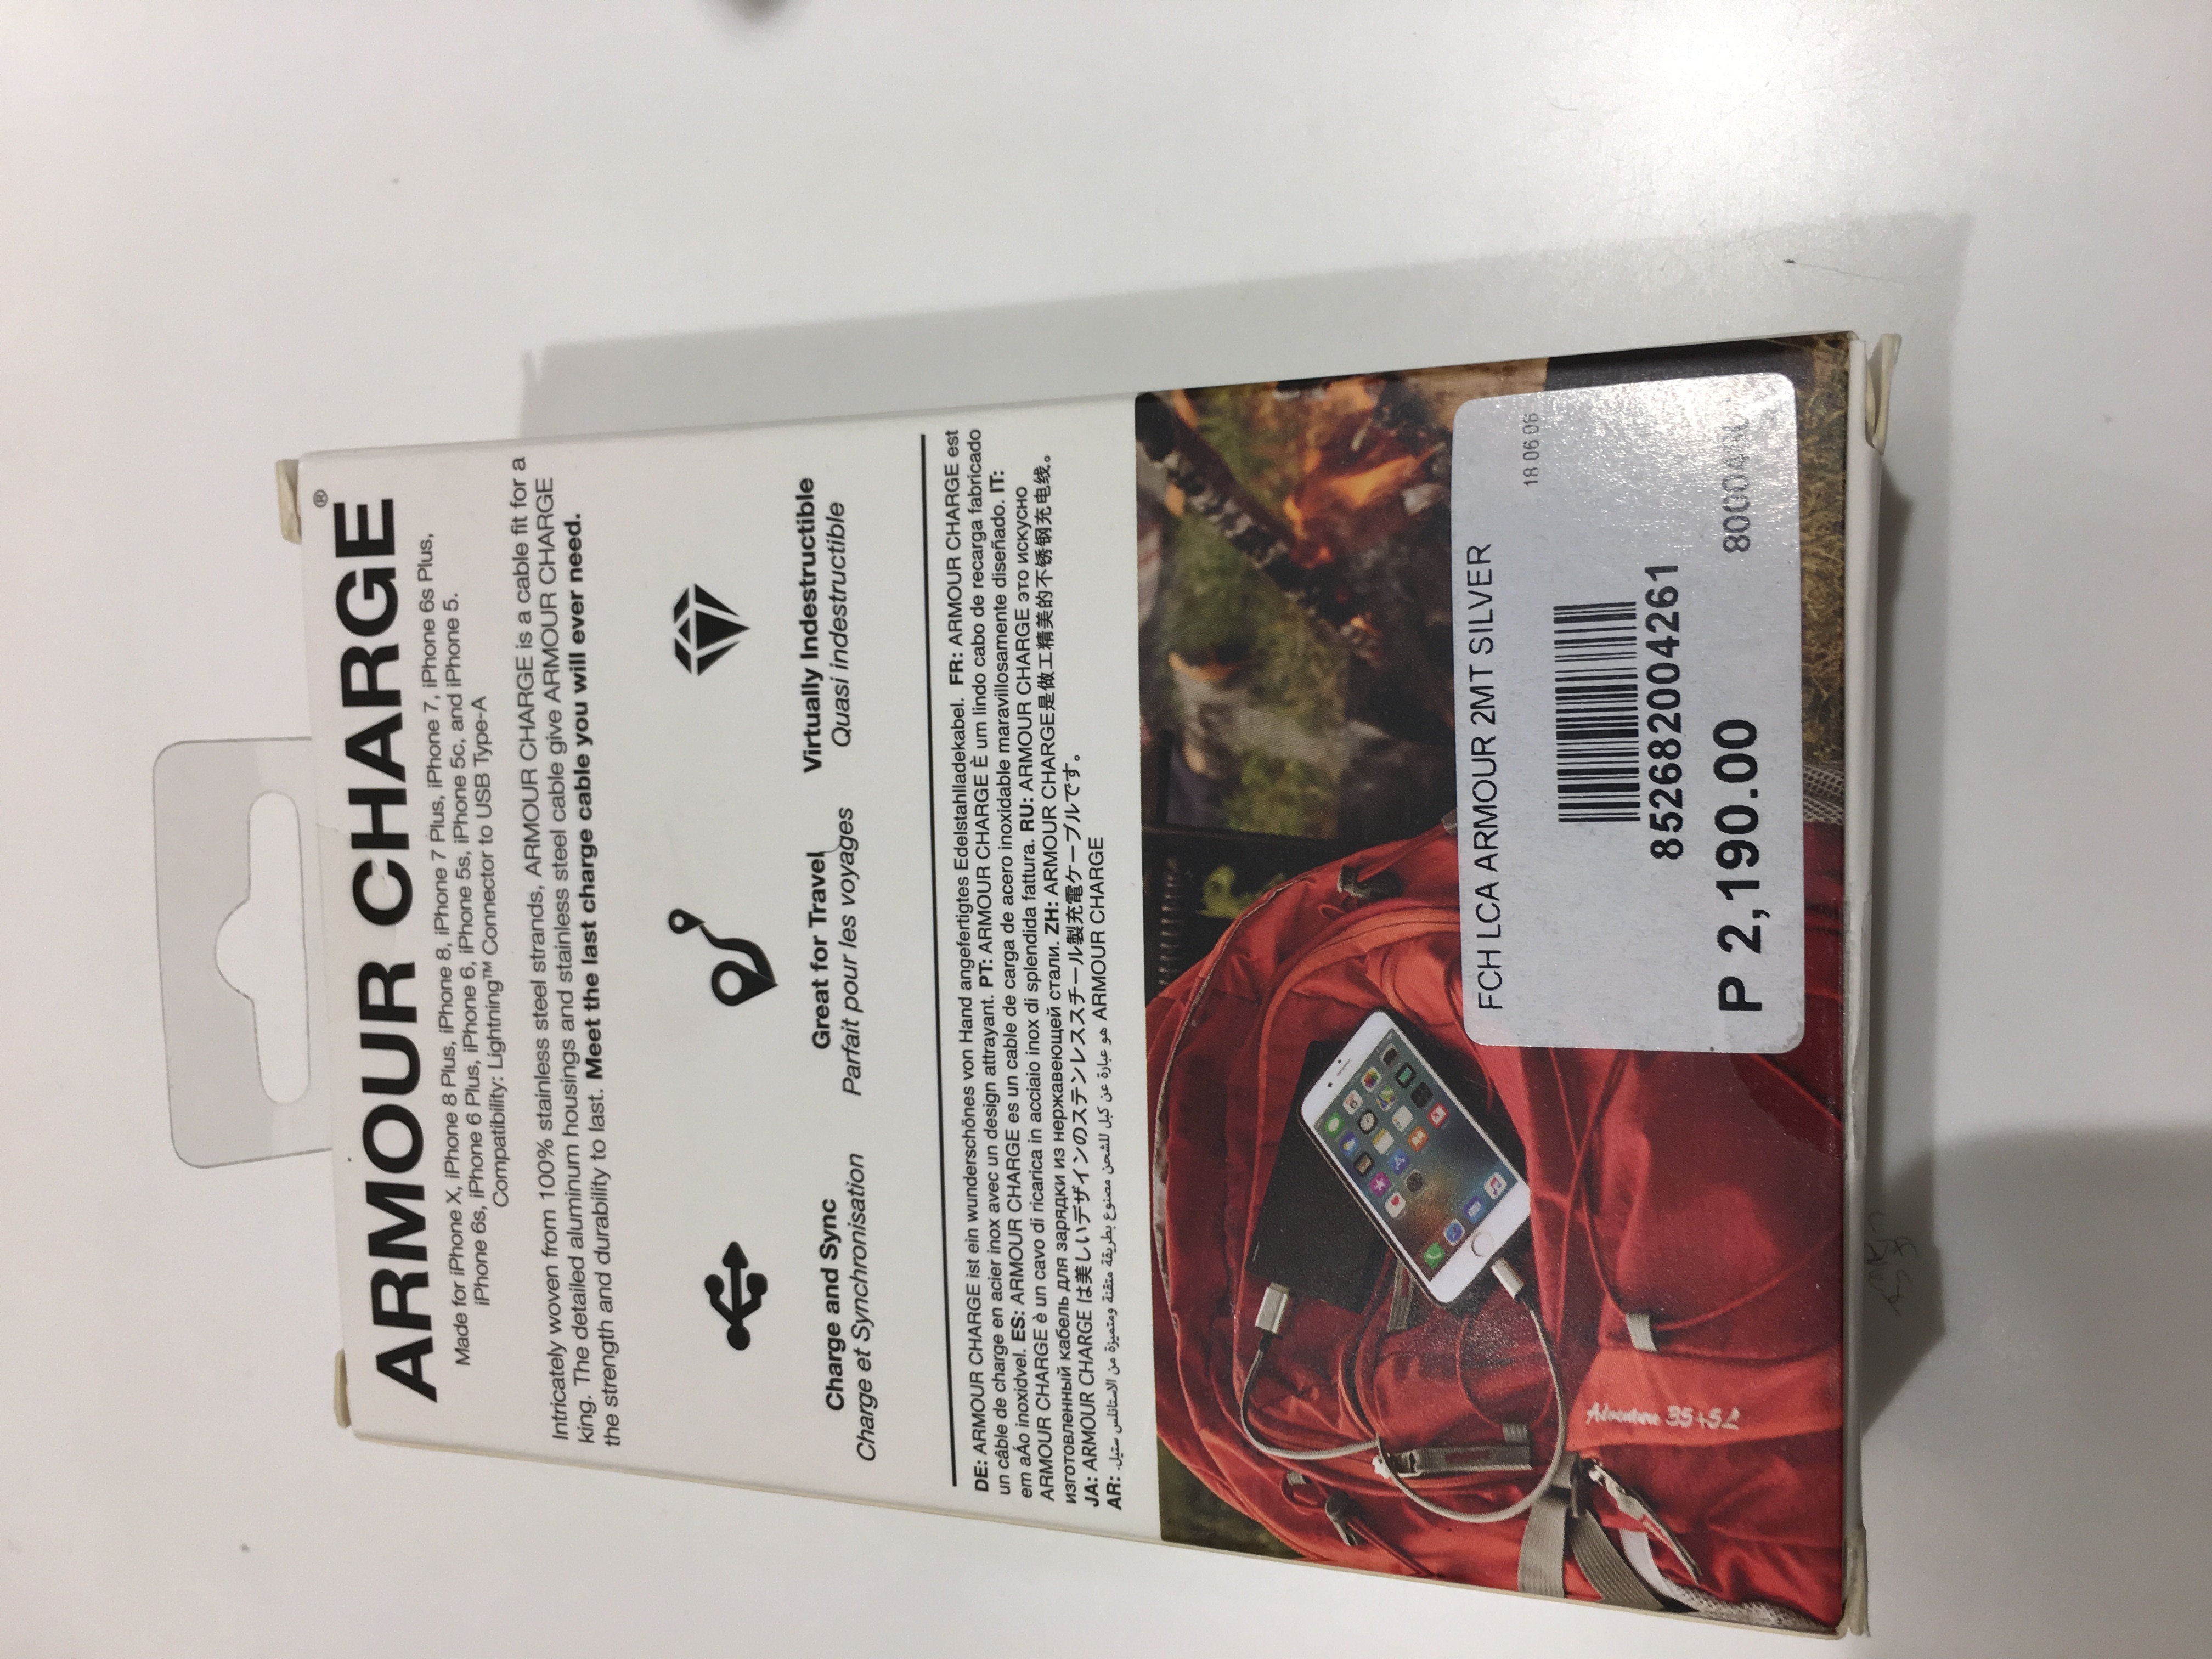 ARMOUR CHARGE®
Made for iPhone X, iPhone 8 Plus, iPhone 8, iPhone 7 Plus, iPhone 7, iPhone 6s Plus,
iPhone 6s, iPhone 6 Plus, iPhone 6, iPhone 5s, iPhone 5c, and iPhone 5.
Compatibility: Lightning™ Connector to USB Type-A
Intricately woven from 100% stainless steel strands, ARMOUR CHARGE is a cable fit for a
king. The detailed aluminum housings and stainless steel cable give ARMOUR CHARGE
the strength and durability to last. Meet the last charge cable you will ever need.
Charge and Sync
Charge et Synchronisation
Great for Travel
Parfait pour les voyages
Virtually Indestructible
Quasi indestructible
DE: ARMOUR CHARGE ist ein wunderschönes von Hand angefertigtes Edelstahlladekabel. FR: ARMOUR CHARGE est
un câble de charge en acier inox avec un design attrayant. PT: ARMOUR CHARGE È um lindo cabo de recarga fabricado
em aÁo inoxidvel. ES: ARMOUR CHARGE es un cable de carga de acero inoxidable maravillosamente diseñado. IT:
ARMOUR CHARGE è un cavo di ricarica in acciaio inox di splendida fattura. RU: ARMOUR CHARGE это искусно
изготовленный кабель для зарядки из нержавеющей стали. ZH: ARMOUR CHARGE是做工精美的不锈钢充电线。
JA: ARMOUR CHARGE は美しいデザインのステンレススチール製充電ケーブルです。
AR: ARMOUR CHARGE هو عبارة عن كبل للشحن مصنوع بطريقة متقنة ومتميزة من الاستانلس ستيل.
35+5L
FCH LCA ARMOUR 2MT SILVER
18.06.06
852682004261
P 2,190.00